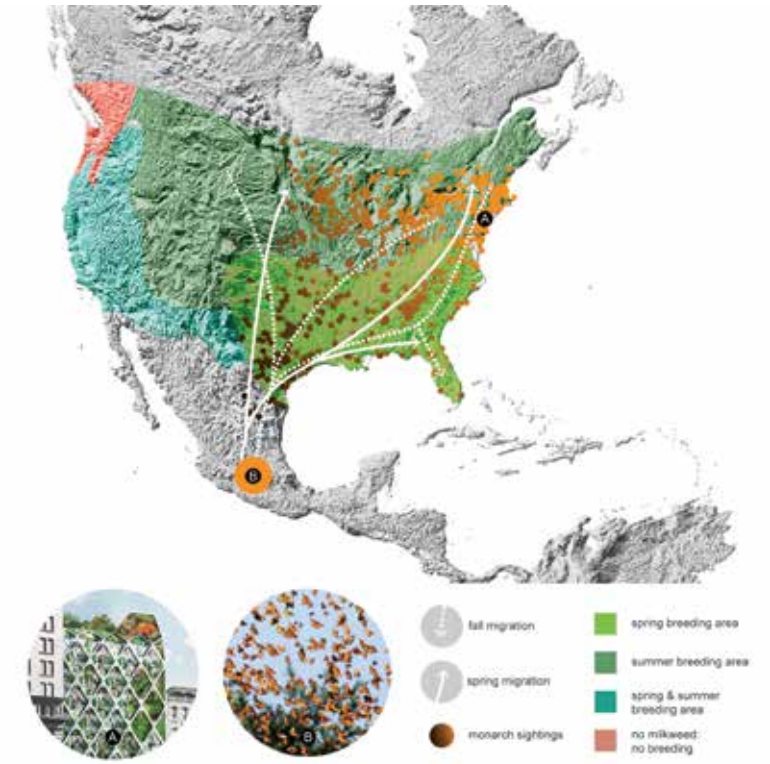 A
B
A
B
fall migration
spring migration
monarch sightings
spring breeding area
summer breeding area
spring & summer
breeding area
no milkweed:
no breeding